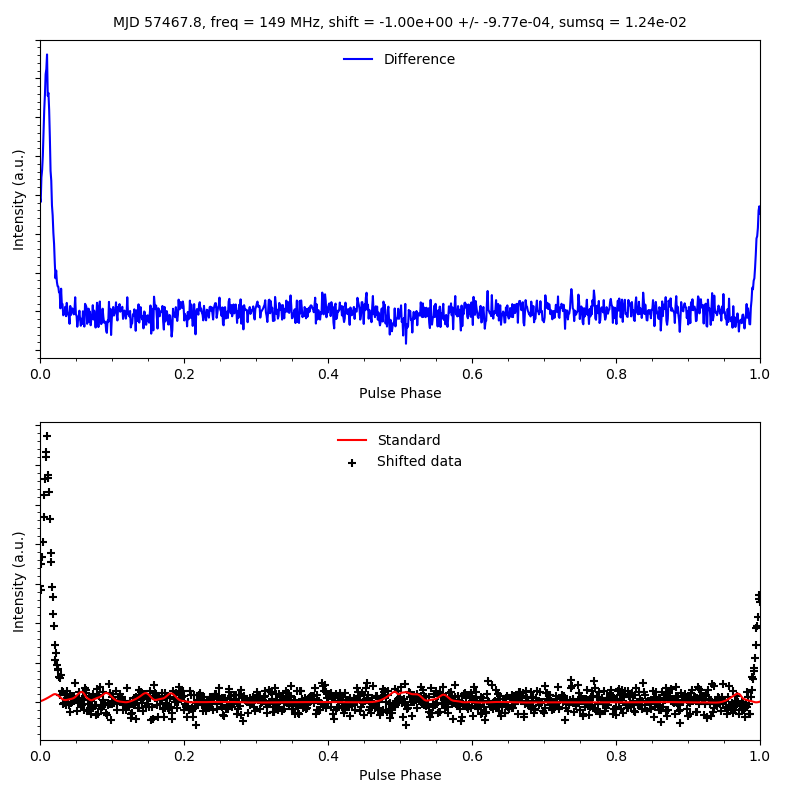 MJD 57467.8, freq = 149 MHz, shift = -1.00e+00 +/- -9.77e-04, sumsq = 1.24e-02
Difference
Intensity (a.u.)
0.0 0.2 0.4 0.6 0.8 1.0
Pulse Phase
Standard
Shifted data
Intensity (a.u.)
0.0 0.2 0.4 0.6 0.8 1.0
Pulse Phase